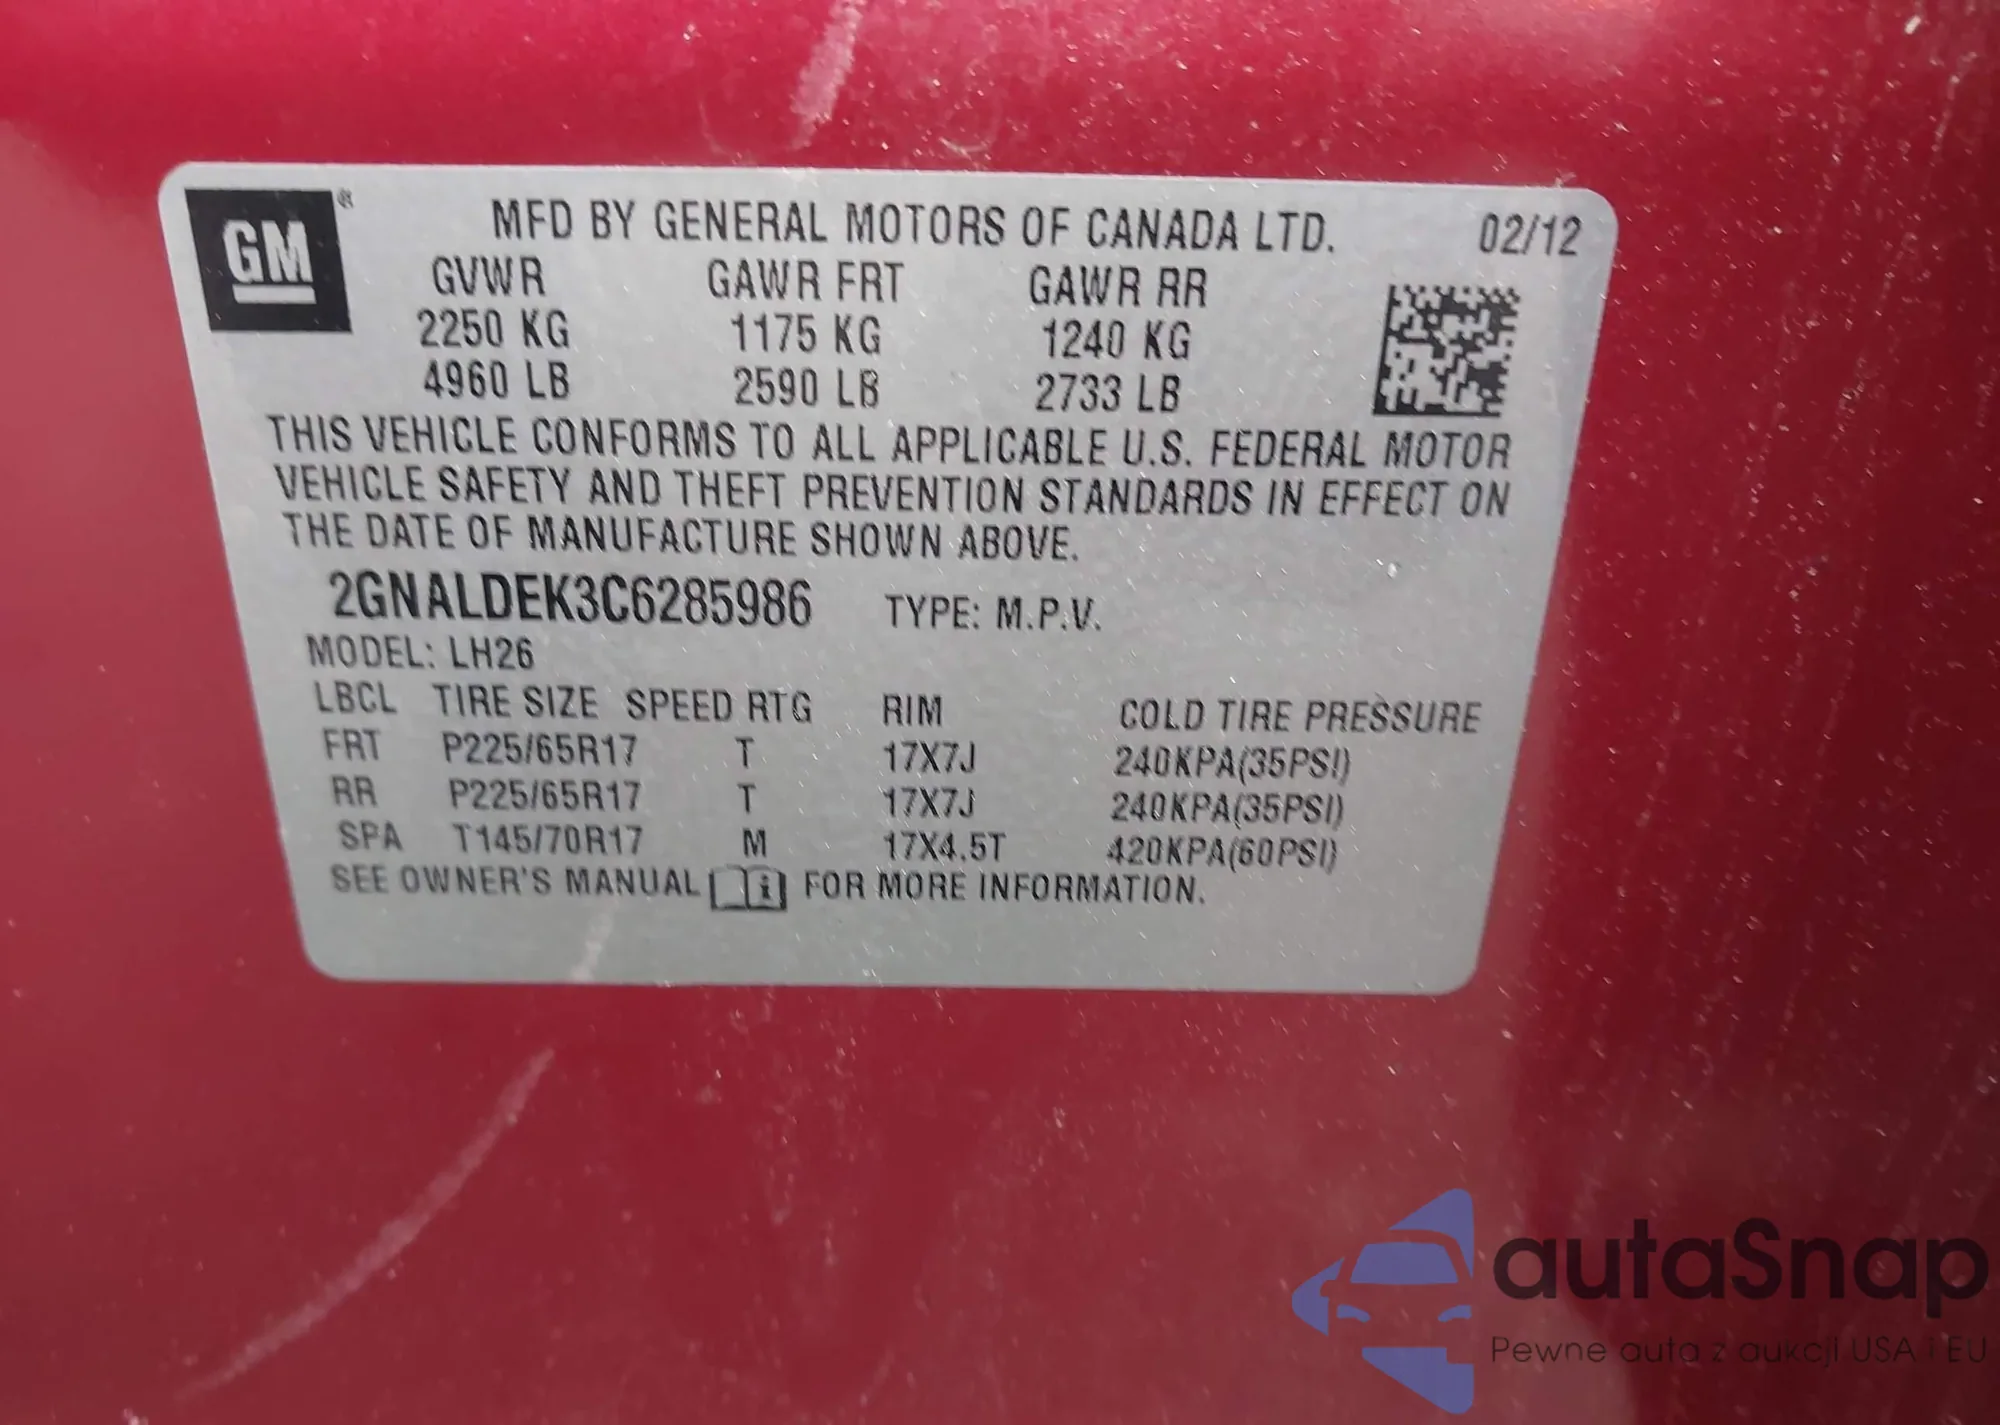 GM ® MFD BY GENERAL MOTORS OF CANADA LTD. 02/12
GVWR GAWR FRT GAWR RR
2250 KG 1175 KG 1240 KG
4960 LB 2590 LB 2733 LB
THIS VEHICLE CONFORMS TO ALL APPLICABLE U.S. FEDERAL MOTOR
VEHICLE SAFETY AND THEFT PREVENTION STANDARDS IN EFFECT ON
THE DATE OF MANUFACTURE SHOWN ABOVE.
2GNALDEK3C6285986 TYPE: M.P.V.
MODEL: LH26
LBCL TIRE SIZE SPEED RTG RIM COLD TIRE PRESSURE
FRT P225/65R17 T 17X7J 240KPA(35PSI)
RR P225/65R17 T 17X7J 240KPA(35PSI)
SPA T145/70R17 M 17X4.5T 420KPA(60PSI)
SEE OWNER'S MANUAL i FOR MORE INFORMATION.
autaSnap
Pewne auta z aukcji USA i EU